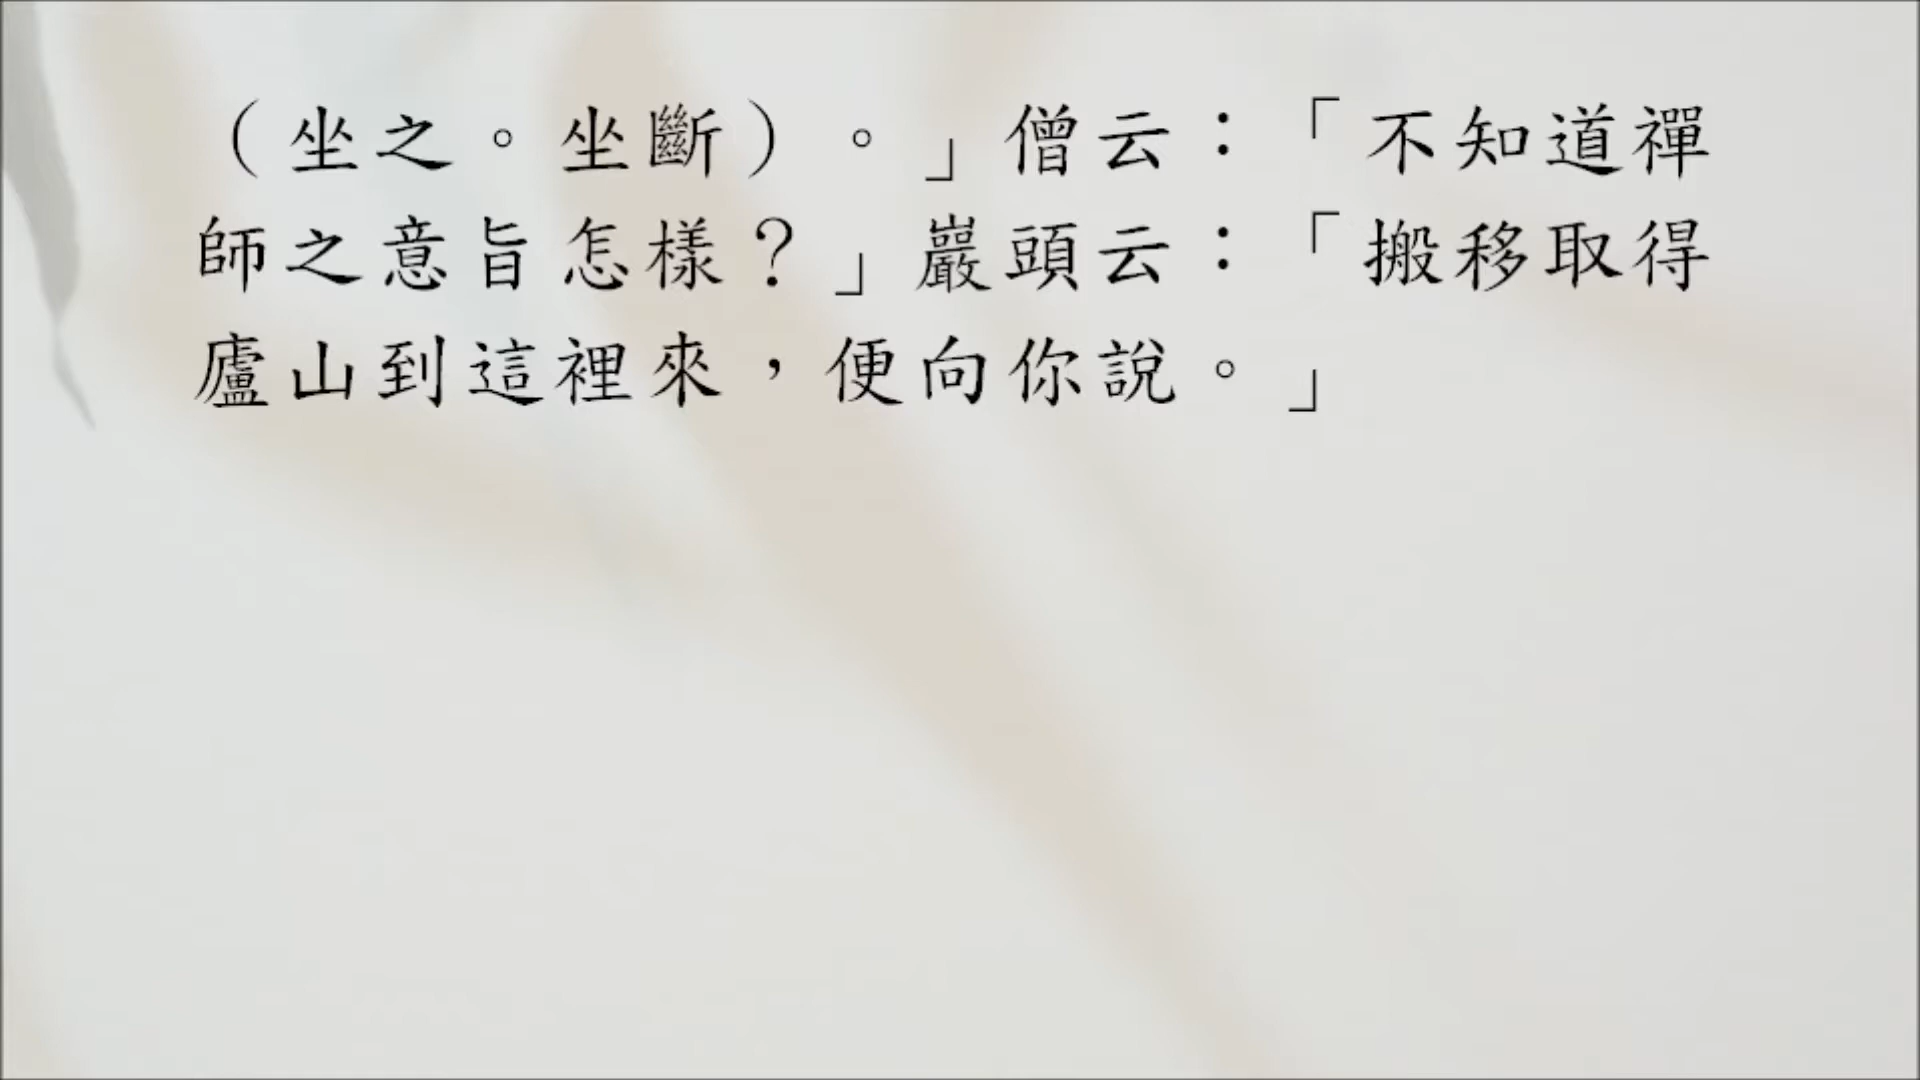 （坐之。坐斷）。」僧云：「不知道禪
師之意旨怎樣？」巖頭云：「搬移取得
廬山到這裡來，便向你說。」